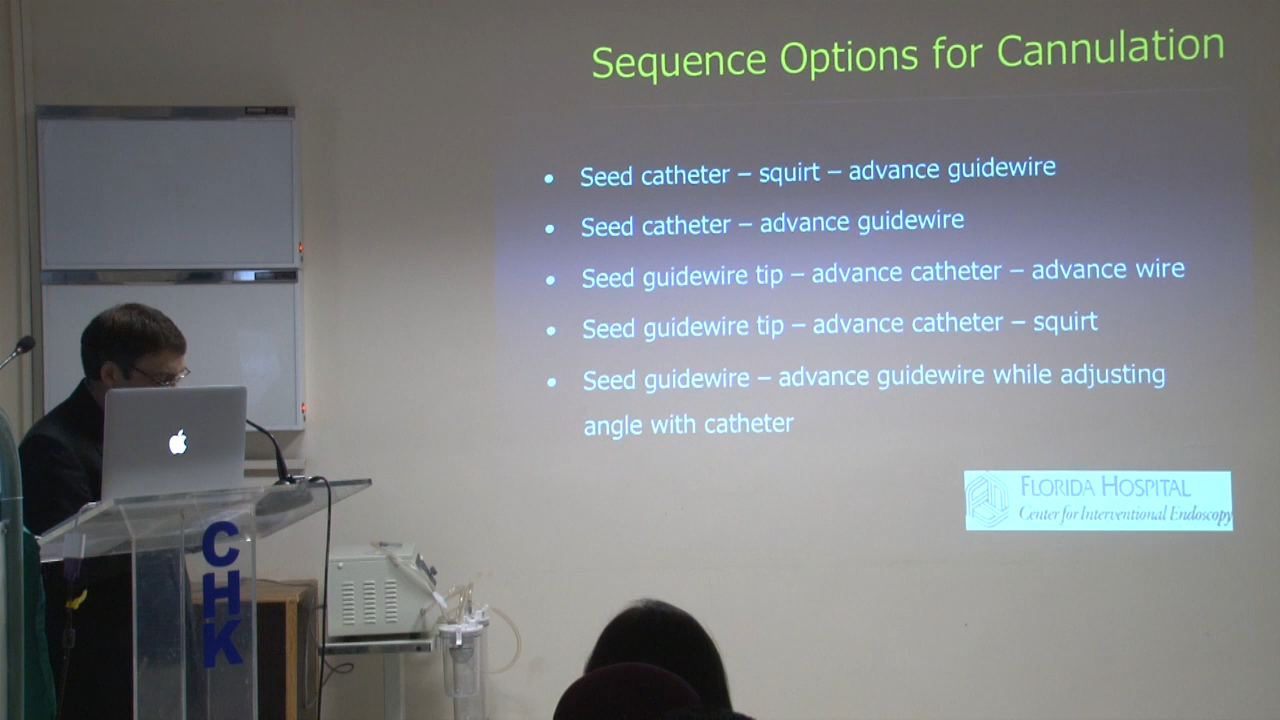 Sequence Options for Cannulation
• Seed catheter – squirt – advance guidewire
• Seed catheter – advance guidewire
• Seed guidewire tip – advance catheter – advance wire
• Seed guidewire tip – advance catheter – squirt
• Seed guidewire – advance guidewire while adjusting
angle with catheter
FLORIDA HOSPITAL
Center for Interventional Endoscopy
CHK